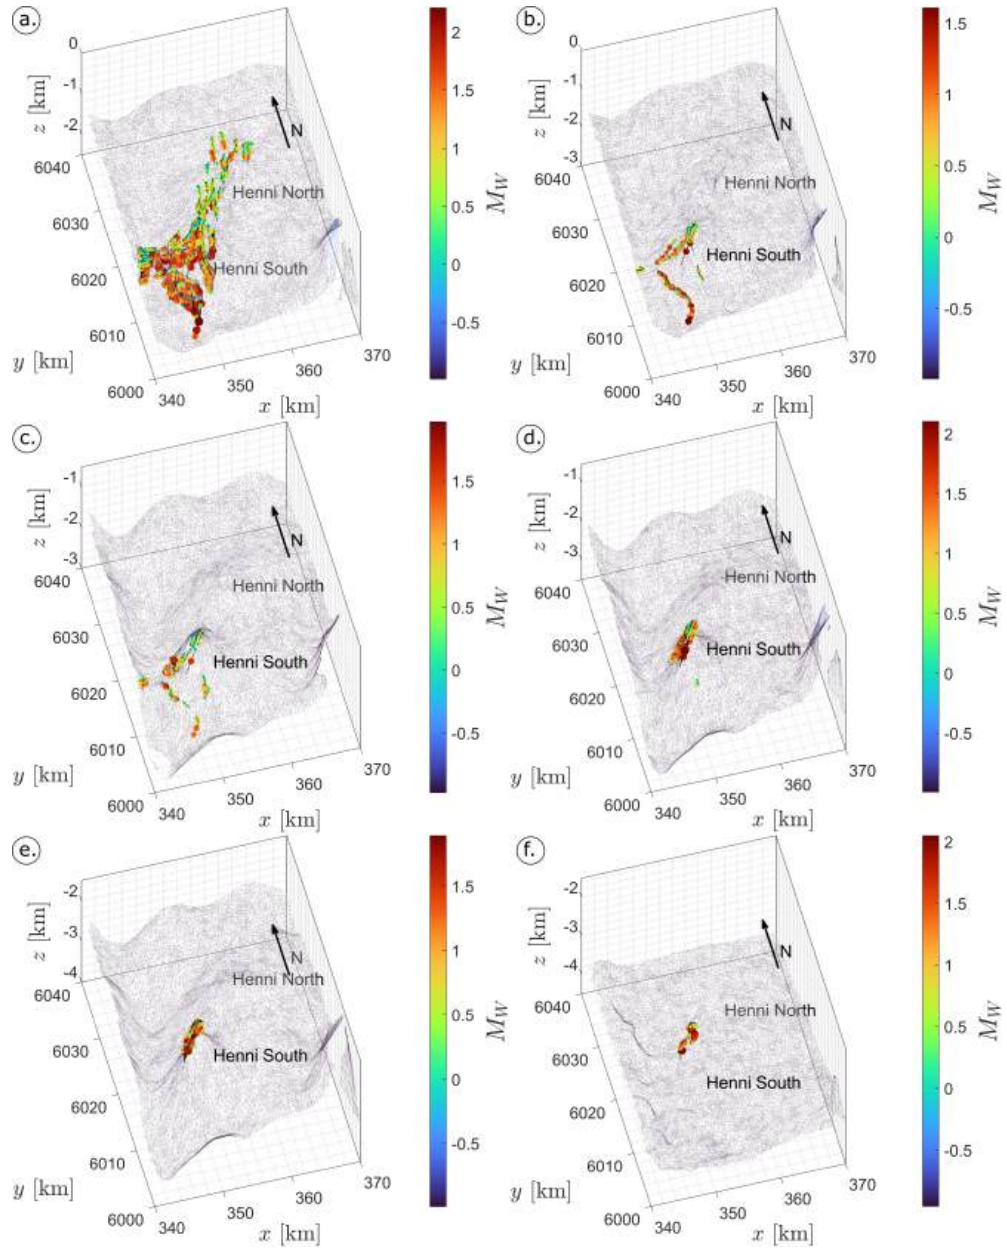 a.
0
-1
-2
z [km]
6040
6030
6020
6010
6000
y [km]
340
350
360
370
x [km]
N
Henni North
Henni South
2
1.5
1
0.5
0
-0.5
M_W
b.
0
-1
-2
-3
z [km]
6040
6030
6020
6010
6000
y [km]
340
350
360
370
x [km]
N
Henni North
Henni South
1.5
1
0.5
0
-0.5
M_W
c.
-1
-2
-3
z [km]
6040
6030
6020
6010
6000
y [km]
340
350
360
370
x [km]
N
Henni North
Henni South
1.5
1
0.5
0
-0.5
M_W
d.
-1
-2
-3
z [km]
6040
6030
6020
6010
6000
y [km]
340
350
360
370
x [km]
N
Henni North
Henni South
2
1.5
1
0.5
0
-0.5
M_W
e.
-2
-3
-4
z [km]
6040
6030
6020
6010
6000
y [km]
340
350
360
370
x [km]
N
Henni North
Henni South
1.5
1
0.5
0
-0.5
M_W
f.
-2
-3
-4
z [km]
6040
6030
6020
6010
6000
y [km]
340
350
360
370
x [km]
N
Henni North
Henni South
2
1.5
1
0.5
0
-0.5
M_W